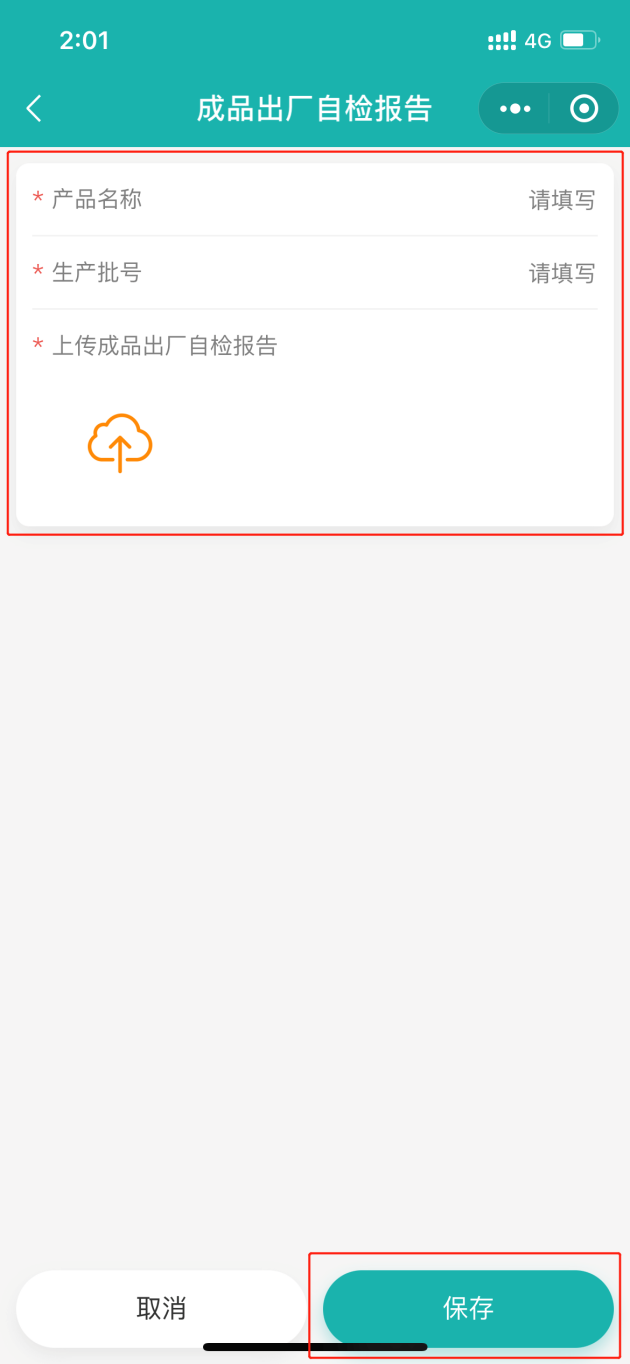 2:01 4G
成品出厂自检报告
* 产品名称 请填写
* 生产批号 请填写
* 上传成品出厂自检报告
取消 保存